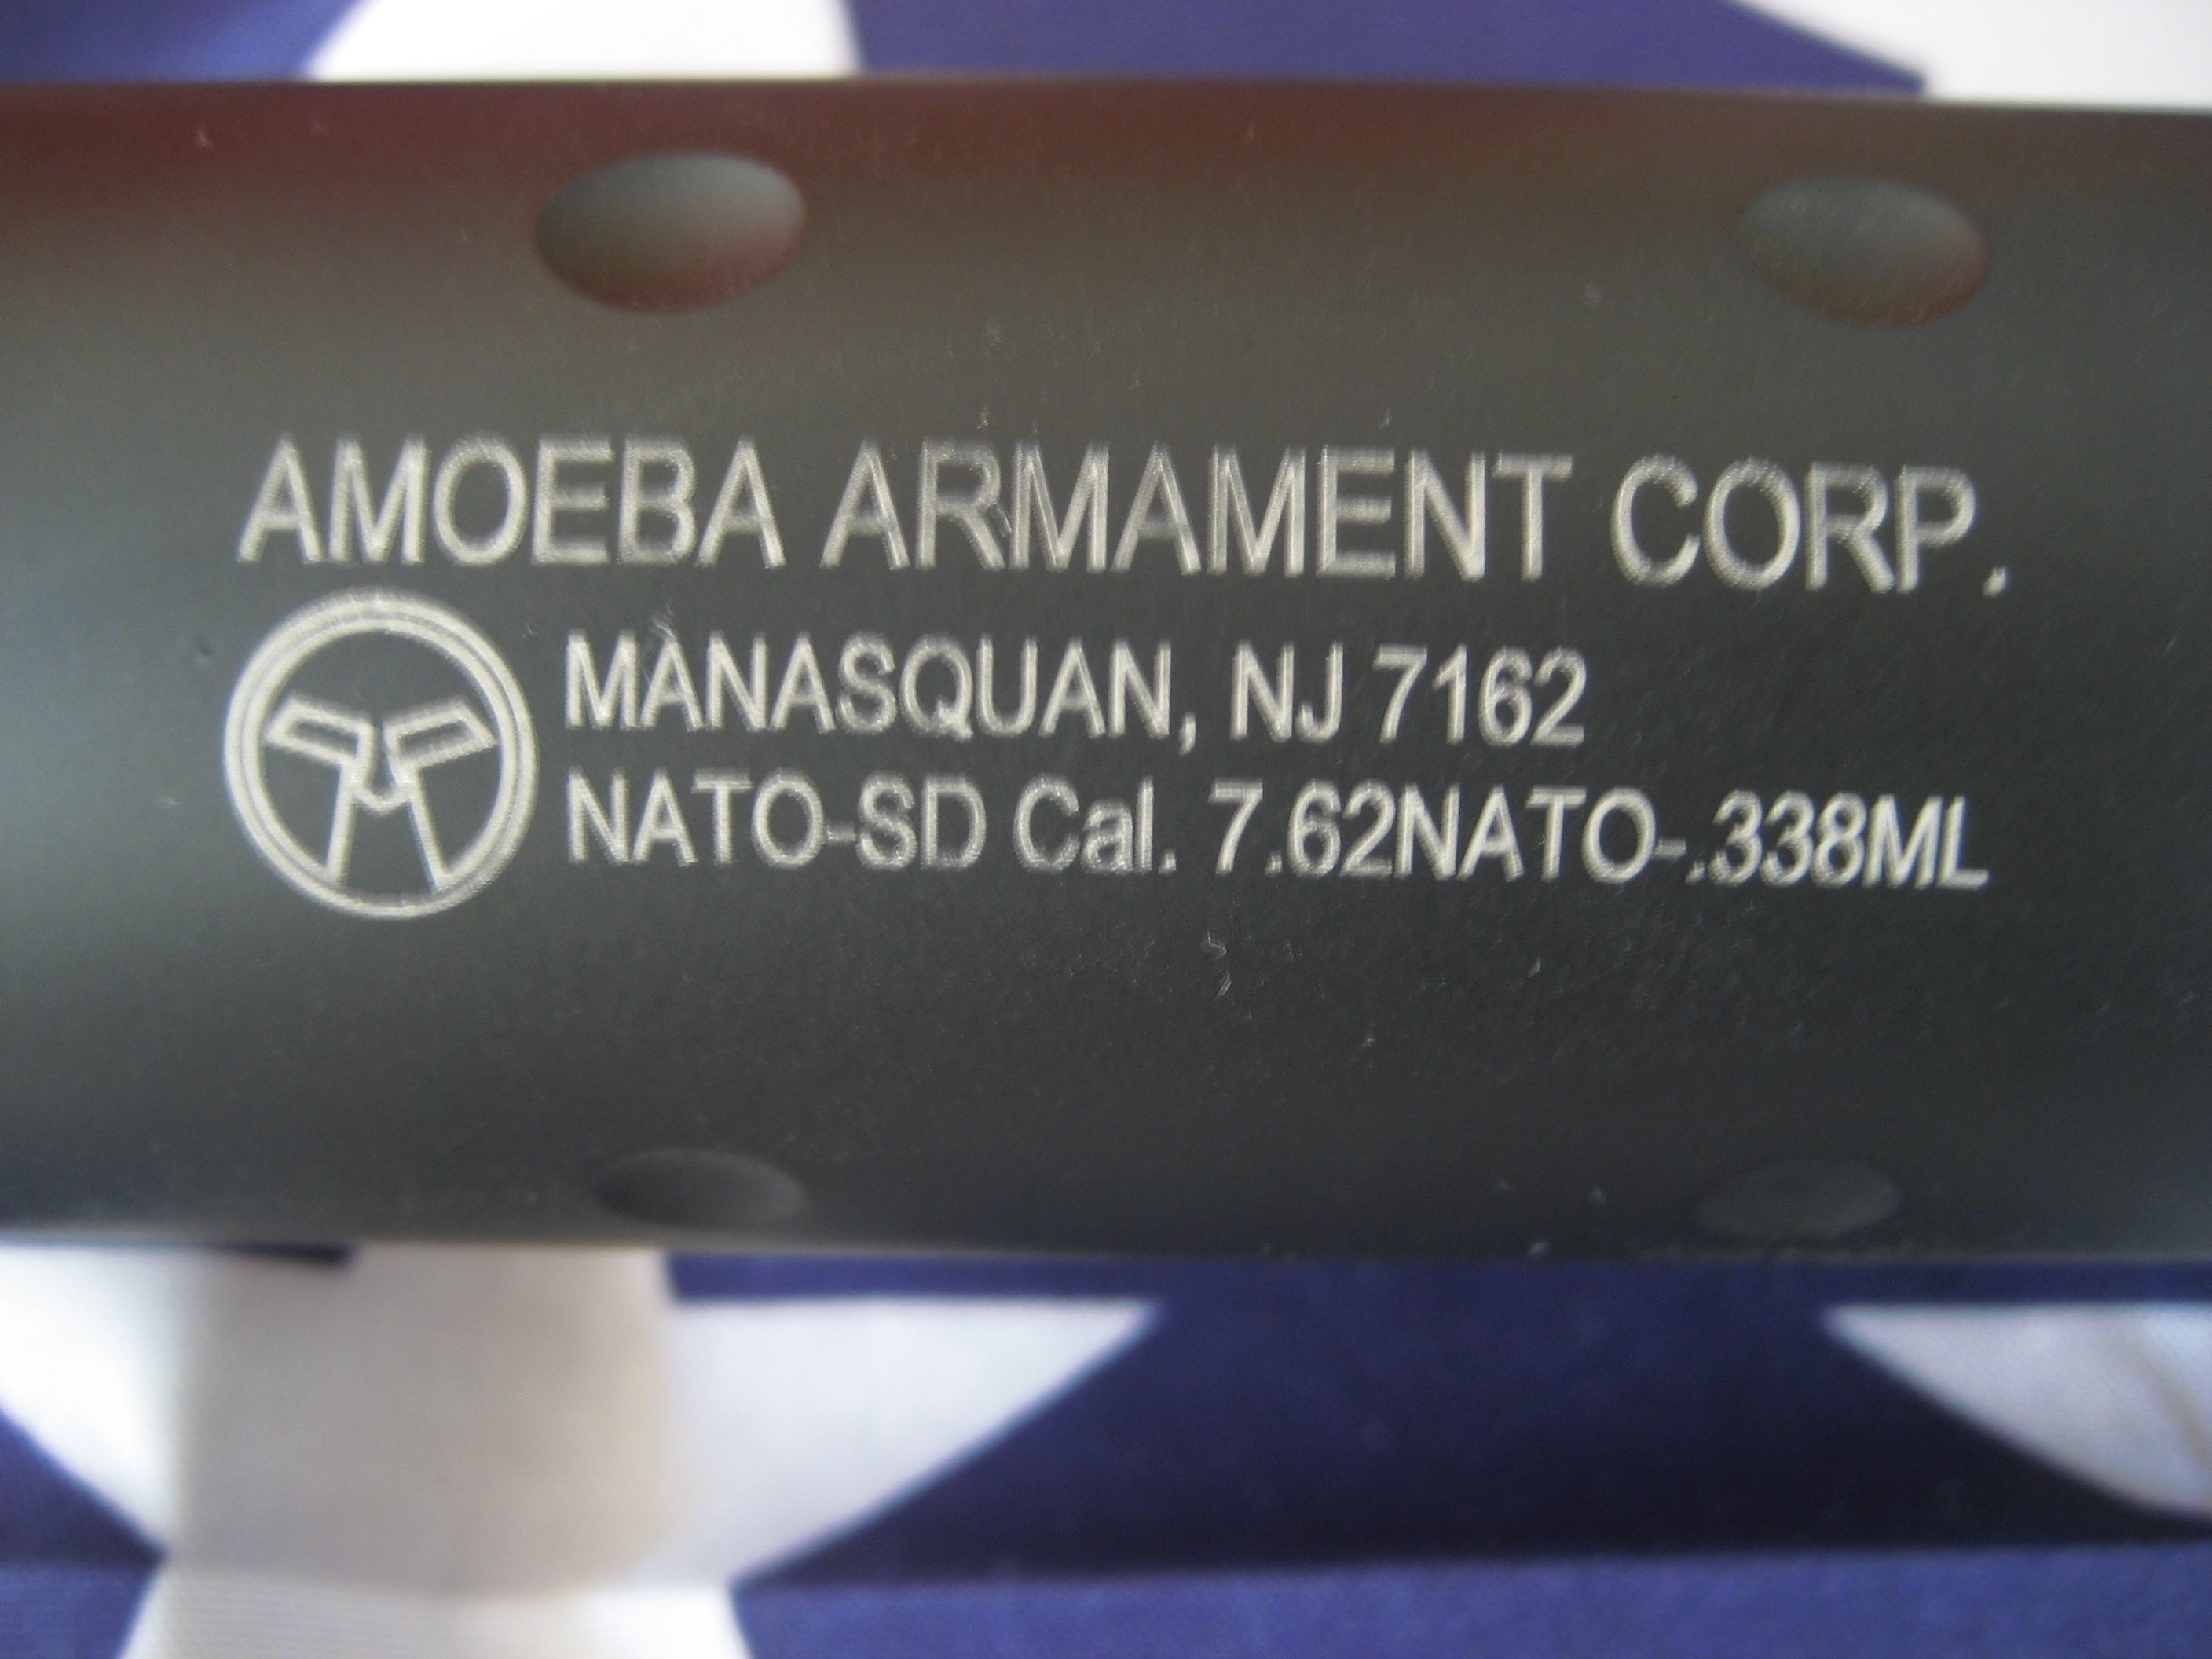 AMOEBA ARMAMENT CORP.
MANASQUAN, NJ 7162
NATO-SD Cal. 7.62NATO-.338ML